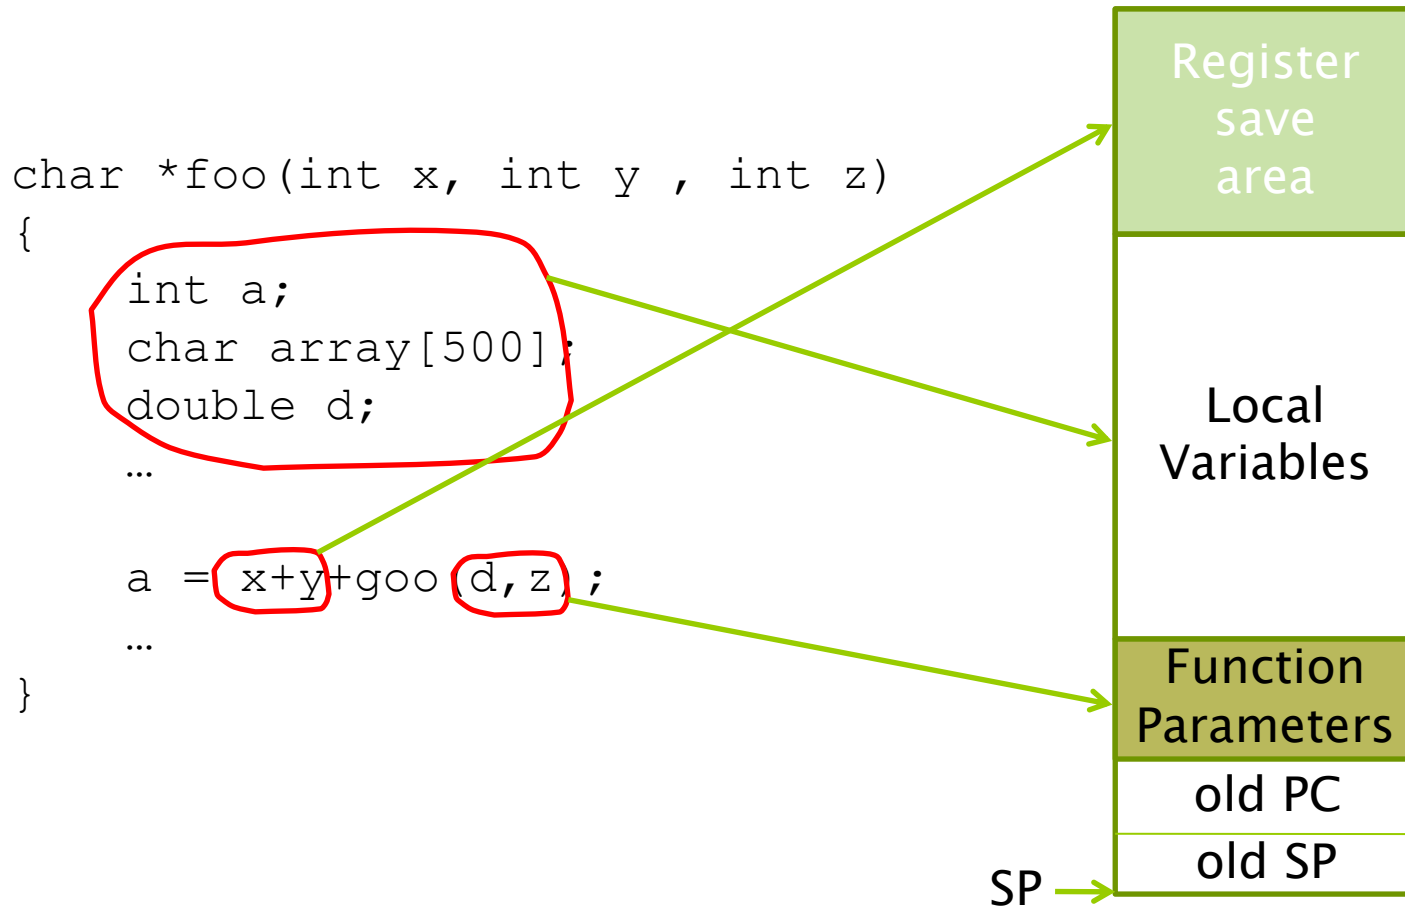 char *foo(int x, int y , int z)
{
int a;
char array[500];
double d;
…
a = x+y+goo(d,z);
…
}
Register
save
area
Local
Variables
Function
Parameters
old PC
old SP
SP